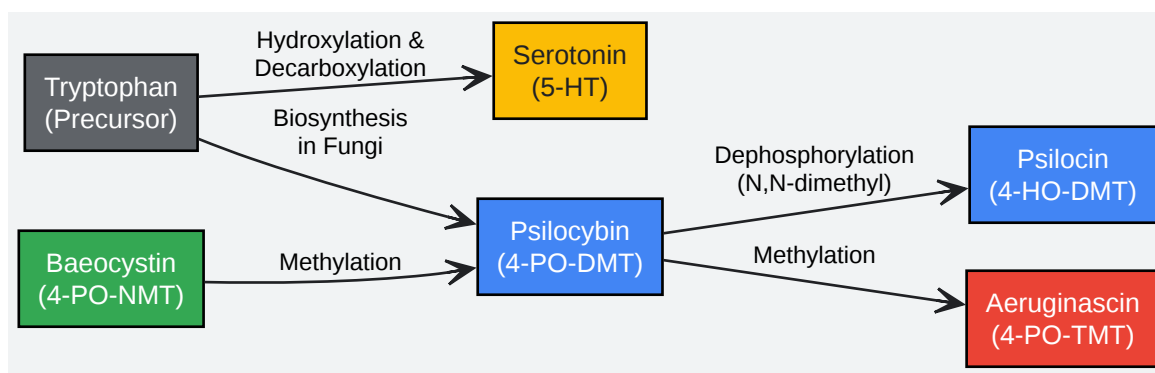 Tryptophan
(Precursor)
Hydroxylation &
Decarboxylation
Serotonin
(5-HT)
Biosynthesis
in Fungi
Baeocystin
(4-PO-NMT)
Methylation
Psilocybin
(4-PO-DMT)
Dephosphorylation
(N,N-dimethyl)
Psilocin
(4-HO-DMT)
Methylation
Aeruginascin
(4-PO-TMT)